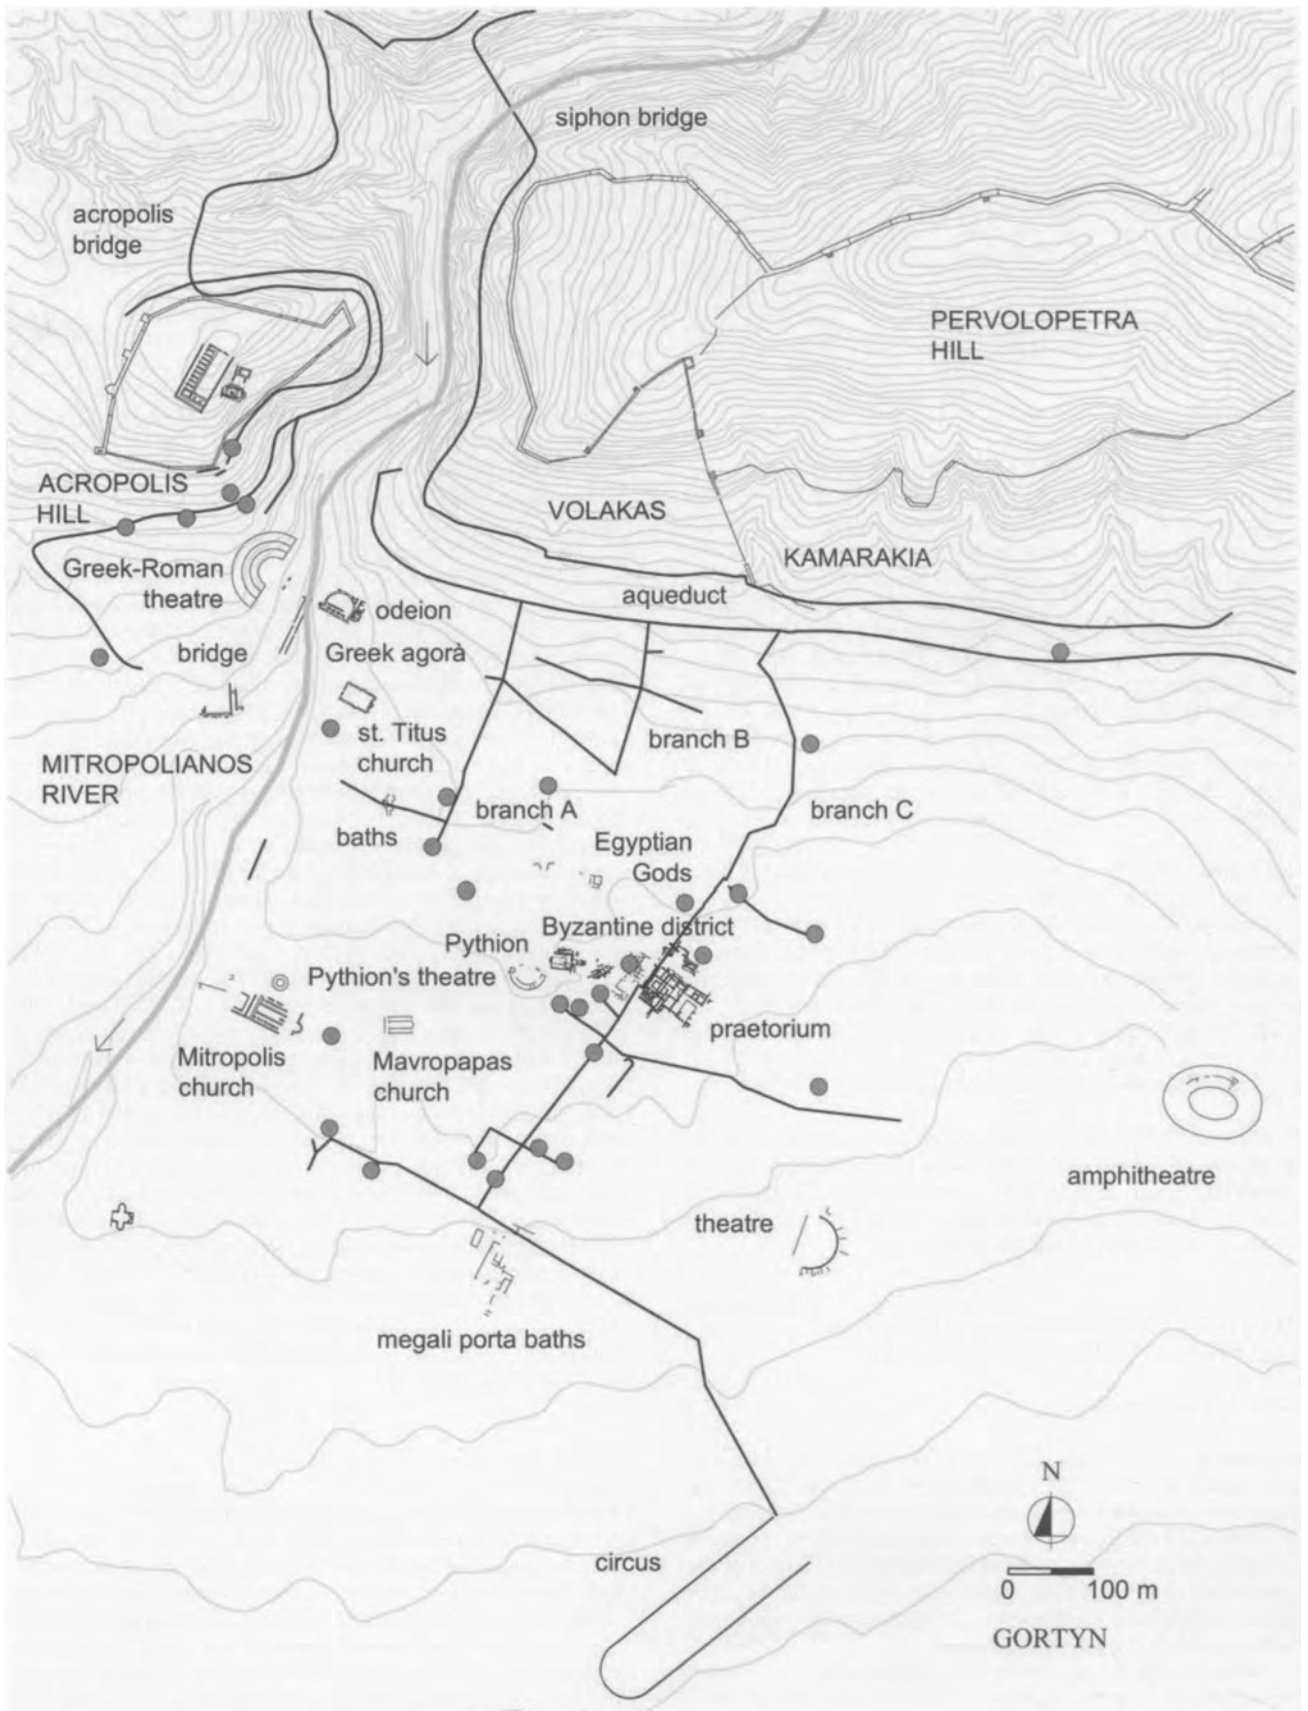 siphon bridge
acropolis
bridge
PERVOLOPETRA
HILL
ACROPOLIS
HILL
VOLAKAS
KAMARAKIA
Greek-Roman
theatre
aqueduct
odeion
bridge
Greek agorà
st. Titus
church
branch B
MITROPOLIANOS
RIVER
branch A
branch C
baths
Egyptian
Gods
Byzantine district
Pythion
Pythion's theatre
praetorium
Mitropolis
church
Mavropapas
church
amphitheatre
theatre
megali porta baths
N
circus
0 100 m
GORTYN